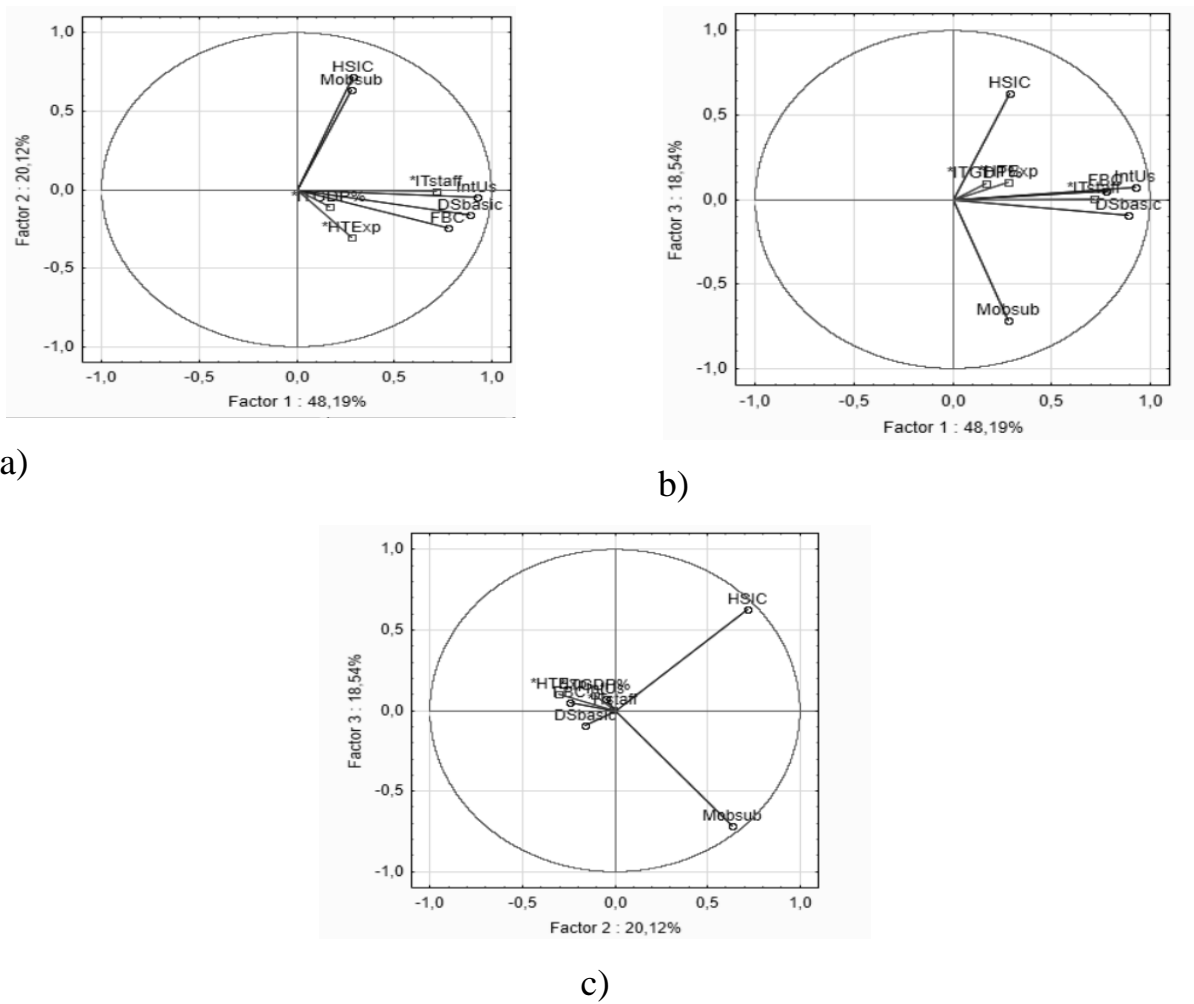 1,0
HSIC
Mobsub
0,5
*ITstaff
IntUs
0,0
*ITGDP%
DSbasic
FBC
*HTExp
-0,5
-1,0
-1,0 -0,5 0,0 0,5 1,0
Factor 2 : 20,12%
Factor 1 : 48,19%
a)
1,0
HSIC
0,5
*HTExp
IntUs
FBC
*ITstaff
0,0
DSbasic
-0,5
Mobsub
-1,0
-1,0 -0,5 0,0 0,5 1,0
Factor 3 : 18,54%
Factor 1 : 48,19%
b)
1,0
HSIC
0,5
FBC
IntUs
0,0
DSbasic
-0,5
Mobsub
-1,0
-1,0 -0,5 0,0 0,5 1,0
Factor 3 : 18,54%
Factor 2 : 20,12%
c)